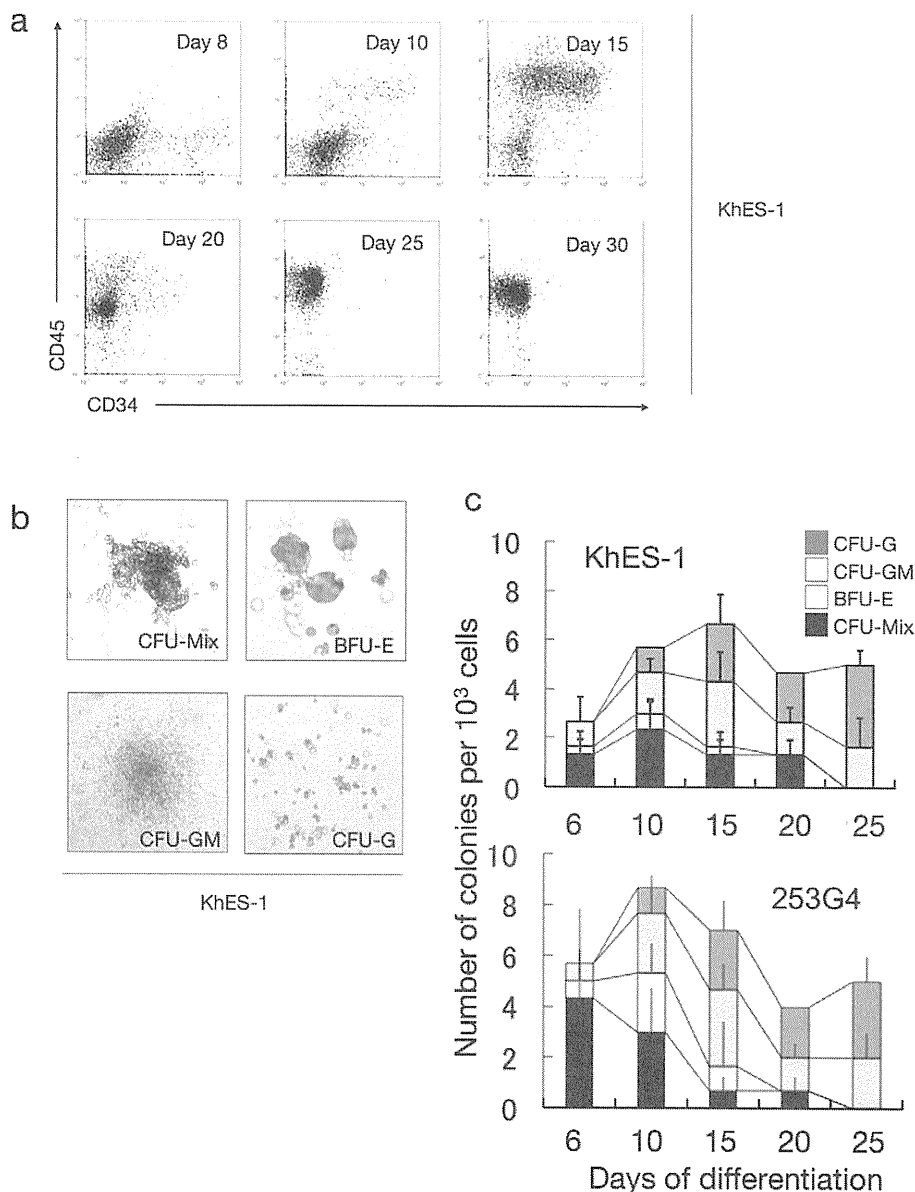 a
Day 8
Day 10
Day 15
Day 20
Day 25
Day 30
CD45
CD34
KhES-1
b
CFU-Mix
BFU-E
CFU-GM
CFU-G
KhES-1
c
KhES-1
CFU-G
CFU-GM
BFU-E
CFU-Mix
Number of colonies per 10³ cells
10
8
6
4
2
0
6 10 15 20 25
253G4
10
8
6
4
2
0
6 10 15 20 25
Days of differentiation